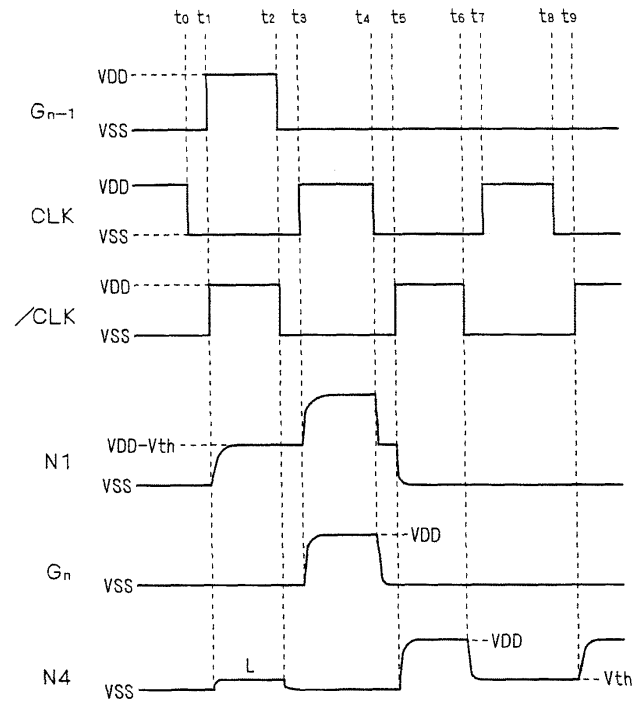 t0 t1 t2 t3 t4 t5 t6 t7 t8 t9
VDD
Gn-1
VSS
VDD
CLK
VSS
VDD
/CLK
VSS
VDD-Vth
N1
VSS
VDD
Gn
VSS
VDD
L
N4
Vth
VSS